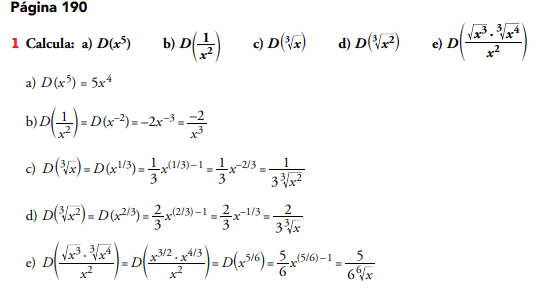 Página 190
1 Calcula: a) D(x⁵) b) D(1/x²) c) D(∛x) d) D(∛x²) e) D(√x³ · ∛x⁴ / x²)
a) D(x⁵) = 5x⁴
b) D(1/x²) = D(x⁻²) = –2x⁻³ = –2/x³
c) D(∛x) = D(x^(1/3)) = 1/3 x^((1/3) – 1) = 1/3 x^(–2/3) = 1/(3∛x²)
d) D(∛x²) = D(x^(2/3)) = 2/3 x^((2/3) – 1) = 2/3 x^(–1/3) = 2/(3∛x)
e) D(√x³ · ∛x⁴ / x²) = D(x^(3/2) · x^(4/3) / x²) = D(x^(5/6)) = 5/6 x^((5/6) – 1) = 5/(6⁶√x)